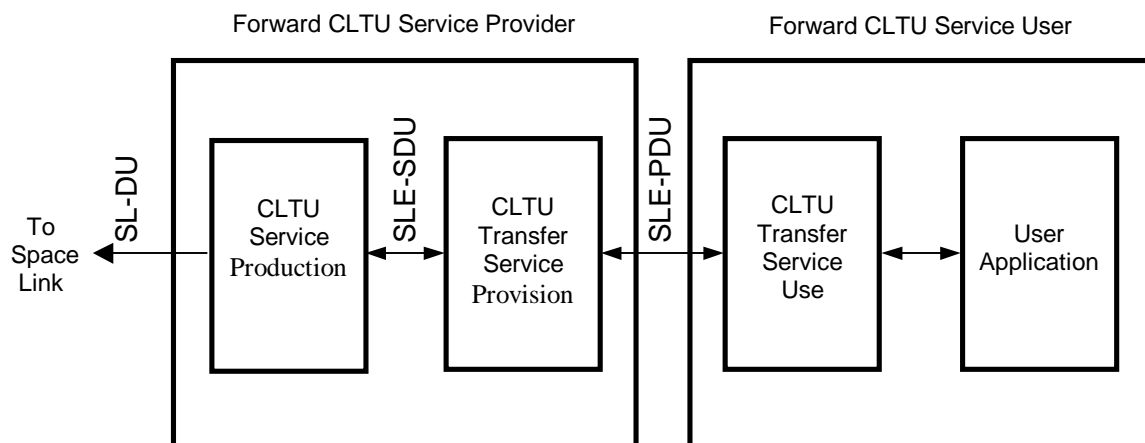 Forward CLTU Service Provider
Forward CLTU Service User
SL-DU
SLE-SDU
SLE-PDU
To
Space
Link
CLTU
Service
Production
CLTU
Transfer
Service
Provision
CLTU
Transfer
Service
Use
User
Application